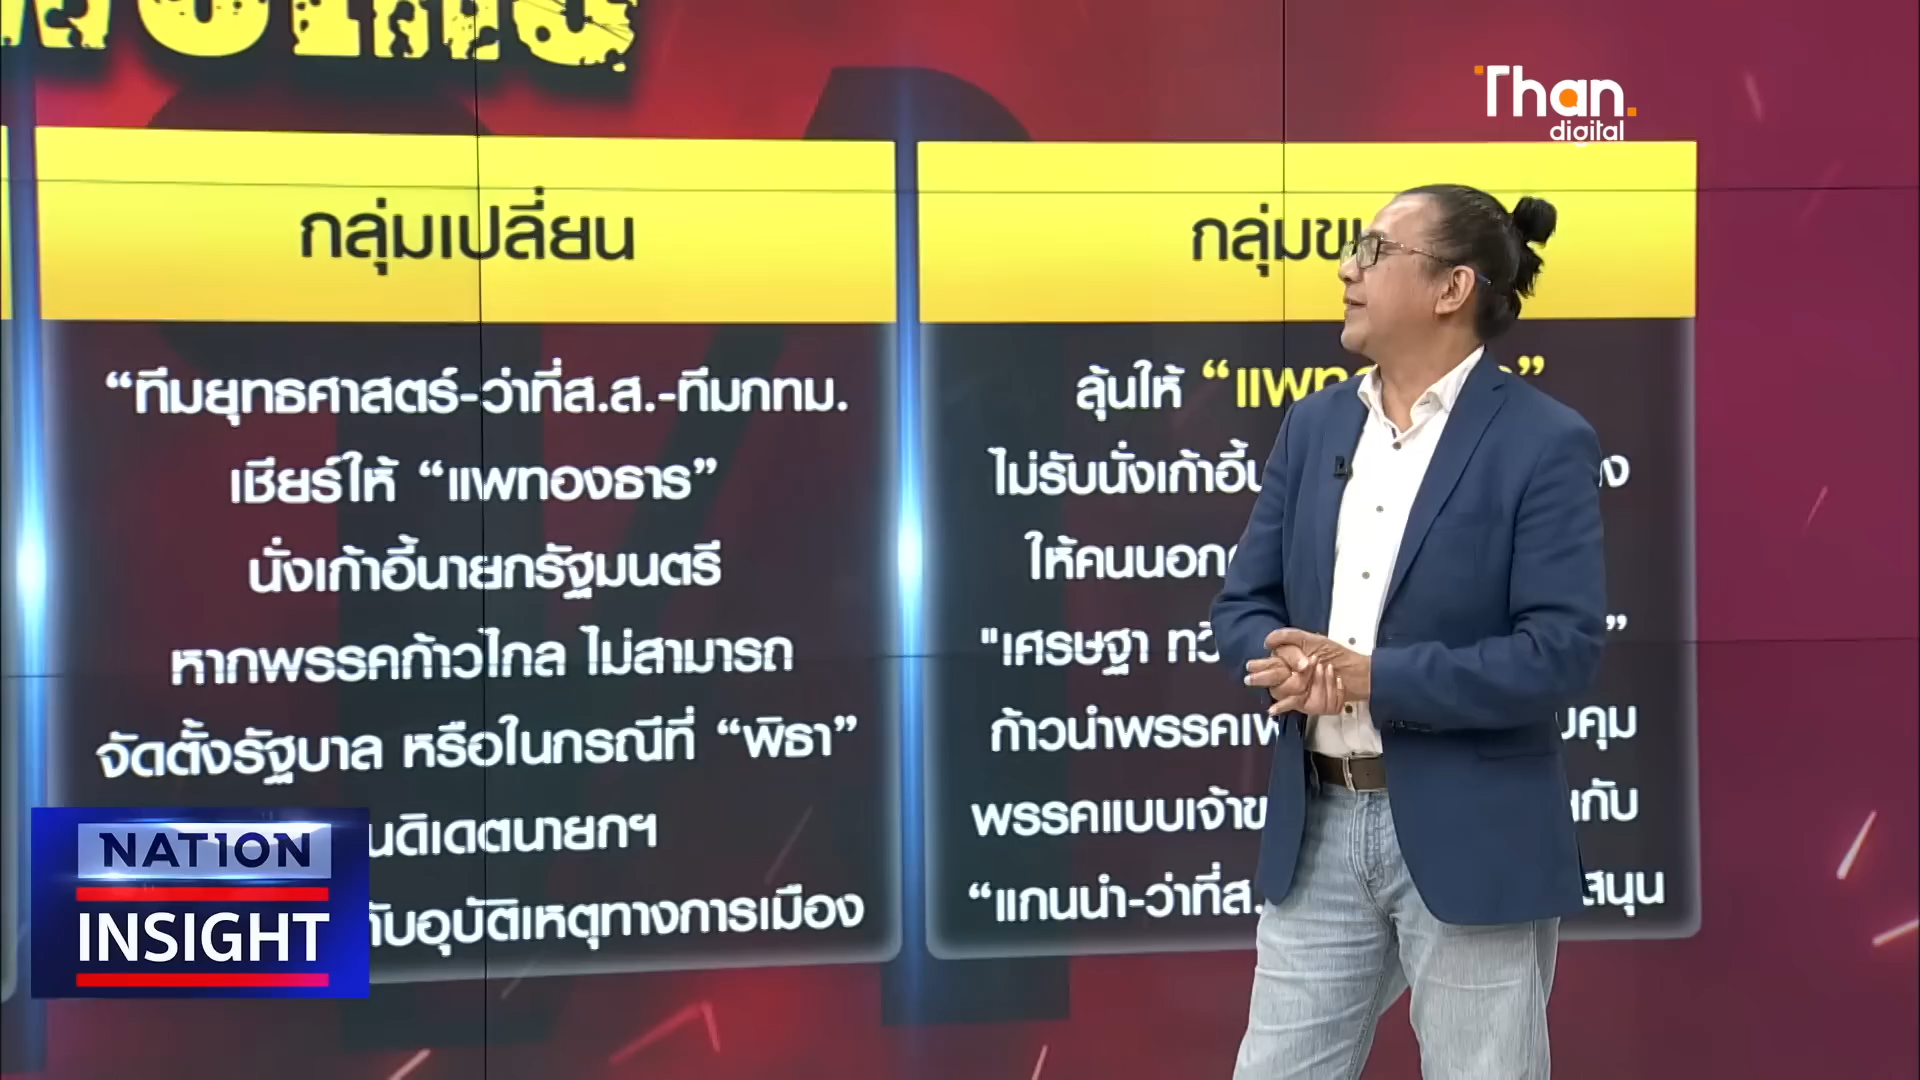 Than.
digital
กลุ่มเปลี่ยน
“ทีมยุทธศาสตร์-ว่าที่ส.ส.-ทีมกทม.
เชียร์ให้ “แพทองธาร”
นั่งเก้าอี้นายกรัฐมนตรี
หากพรรคก้าวไกล ไม่สามารถ
จัดตั้งรัฐบาล หรือในกรณีที่ “พิธา”
นดิเดตนายกฯ
กับอุบัติเหตุทางการเมือง
กลุ่ม
ลุ้นให้
ไม่รับนั่งเก้าอี้
ให้คนนอก
"เศรษฐา ทวี ”
ก้าวนำพรรคเพ
พรรคแบบเจ้าข กับ
“แกนนำ-ว่าที่ส.
NATION
INSIGHT